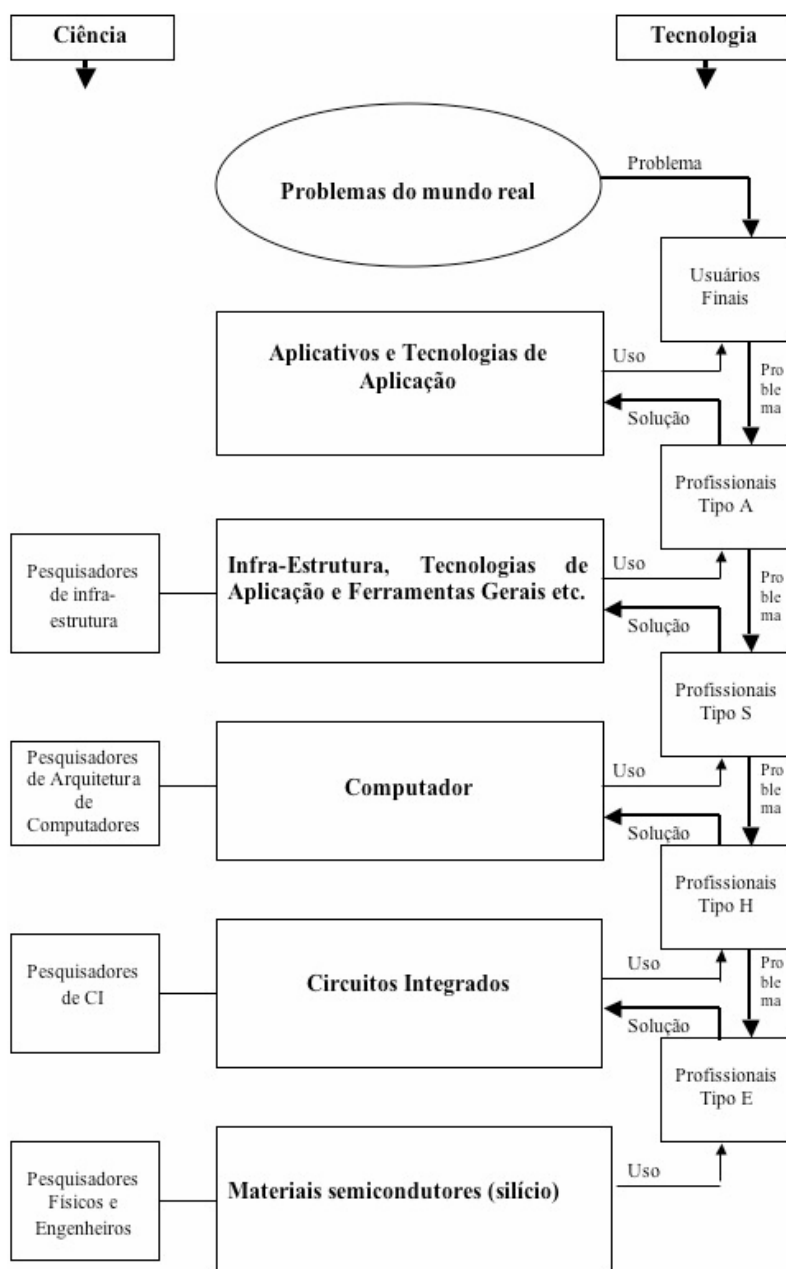 Ciência
Tecnologia
Problema
Problemas do mundo real
Usuários
Finais
Aplicativos e Tecnologias de
Aplicação
Uso
Pro
ble
ma
Solução
Profissionais
Tipo A
Pesquisadores
de infra-
estrutura
Infra-Estrutura, Tecnologias de
Aplicação e Ferramentas Gerais etc.
Uso
Pro
ble
ma
Solução
Profissionais
Tipo S
Pesquisadores
de Arquitetura
de
Computadores
Computador
Uso
Pro
ble
ma
Solução
Profissionais
Tipo H
Pesquisadores
de CI
Circuitos Integrados
Uso
Pro
ble
ma
Solução
Profissionais
Tipo E
Pesquisadores
Físicos e
Engenheiros
Materiais semicondutores (silício)
Uso